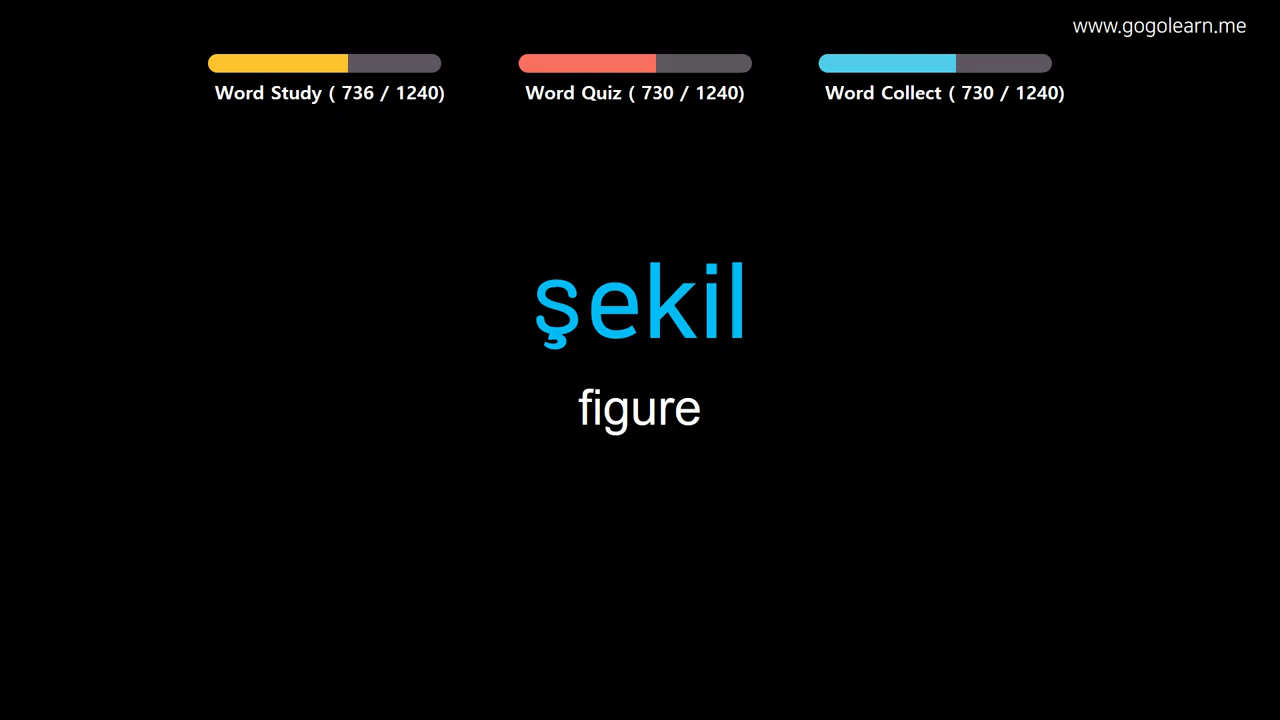 www.gogolearn.me
Word Study ( 736 / 1240)
Word Quiz ( 730 / 1240)
Word Collect ( 730 / 1240)
şekil
figure